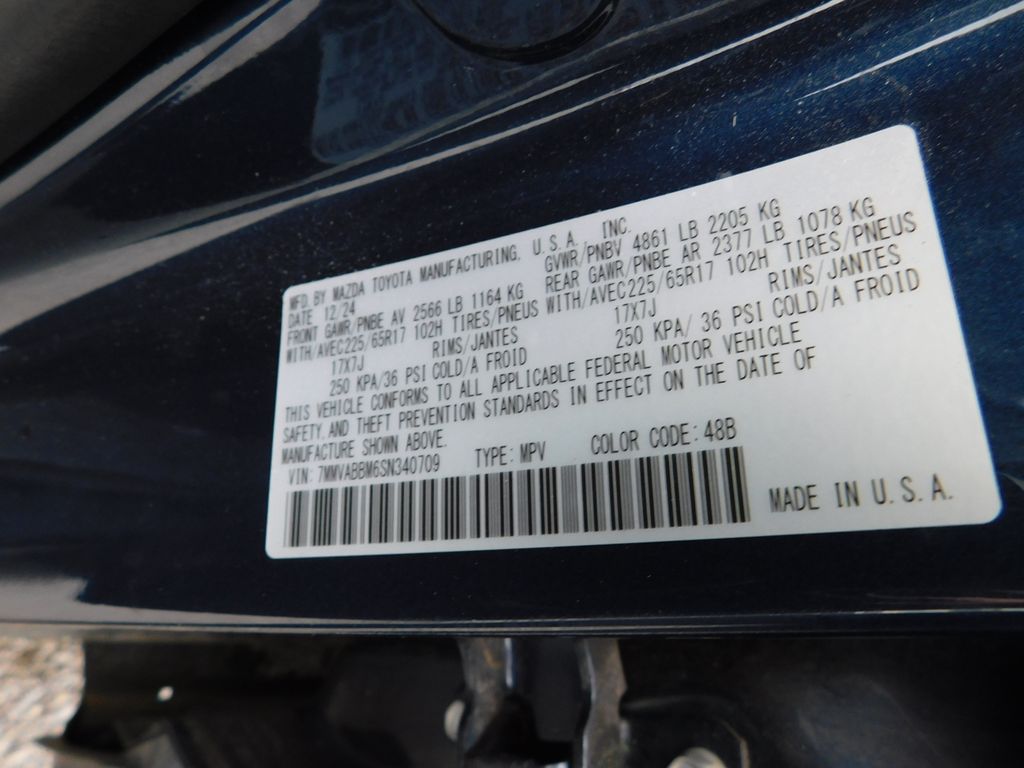 MFD. BY MAZDA TOYOTA MANUFACTURING, U.S.A., INC.
DATE 12/24 GVWR/PNBV 4861 LB 2205 KG
FRONT GAWR/PNBE AV 2566 LB 1164 KG REAR GAWR/PNBE AR 2377 LB 1078 KG
WITH/AVEC225/65R17 102H TIRES/PNEUS WITH/AVEC225/65R17 102H TIRES/PNEUS
17X7J RIMS/JANTES 17X7J RIMS/JANTES
250 KPA/36 PSI COLD/A FROID 250 KPA/ 36 PSI COLD/A FROID
THIS VEHICLE CONFORMS TO ALL APPLICABLE FEDERAL MOTOR VEHICLE
SAFETY, AND THEFT PREVENTION STANDARDS IN EFFECT ON THE DATE OF
MANUFACTURE SHOWN ABOVE.
VIN: 7MMVABBM6SN340709 TYPE: MPV COLOR CODE: 48B
MADE IN U.S.A.